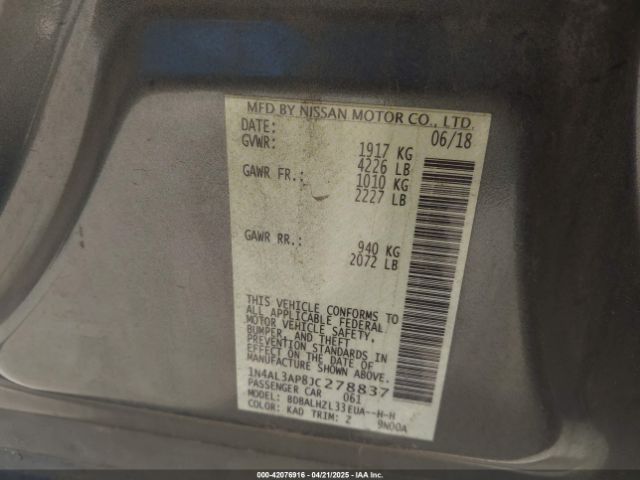 MFD BY NISSAN MOTOR CO., LTD.
DATE: 06/18
GVWR: 1917 KG
4226 LB
GAWR FR.: 1010 KG
2227 LB
GAWR RR.: 940 KG
2072 LB
THIS VEHICLE CONFORMS TO
ALL APPLICABLE FEDERAL
MOTOR VEHICLE SAFETY,
BUMPER, AND THEFT
PREVENTION STANDARDS IN
EFFECT ON THE DATE OF
MANUFACTURE SHOWN ABOVE.
1N4AL3AP8JC278837
PASSENGER CAR 061
MODEL: BDBALHZL33EUA--H-H
COLOR: KAD TRIM: Z 9N00A
000-42076916 - 04/21/2025 - IAAI.COM